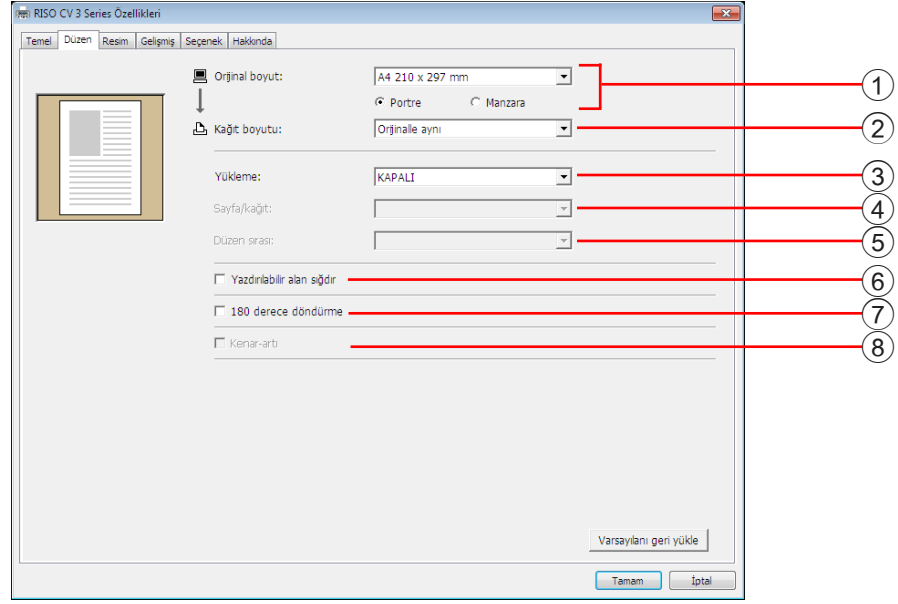 RISO CV 3 Series Özellikleri
Temel Düzen Resim Gelişmiş Seçenek Hakkında
Orjinal boyut: A4 210 x 297 mm 1
Portre Manzara
Kağıt boyutu: Orjinalle aynı 2
Yükleme: KAPALI 3
Sayfa/kağıt: 4
Düzen sırası: 5
Yazdırılabilir alan sığdır 6
180 derece döndürme 7
Kenar-artı 8
Varsayılanı geri yükle
Tamam İptal